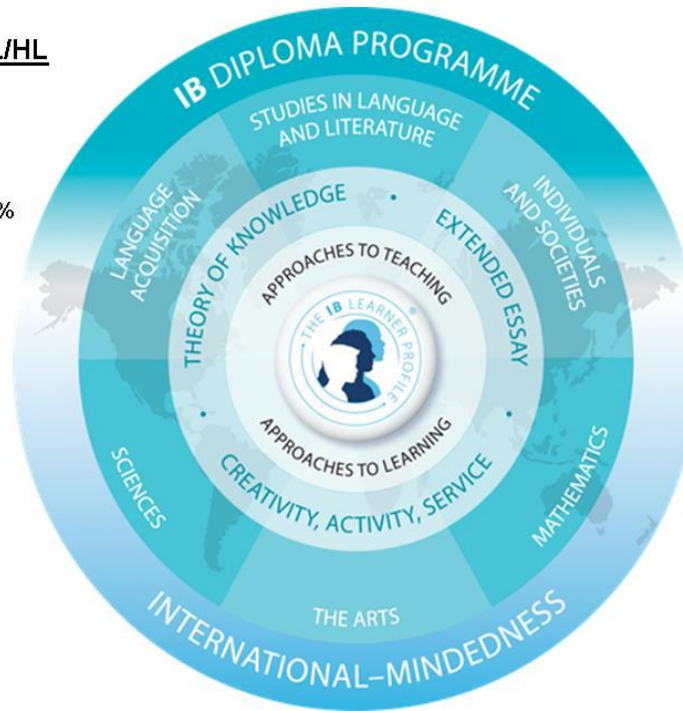 /HL
%
IB DIPLOMA PROGRAMME
STUDIES IN LANGUAGE
AND LITERATURE
LANGUAGE
ACQUISITION
INDIVIDUALS
AND SOCIETIES
THEORY OF KNOWLEDGE
EXTENDED ESSAY
APPROACHES TO TEACHING
THE IB LEARNER PROFILE
®
APPROACHES TO LEARNING
CREATIVITY, ACTIVITY, SERVICE
SCIENCES
MATHEMATICS
THE ARTS
INTERNATIONAL–MINDEDNESS